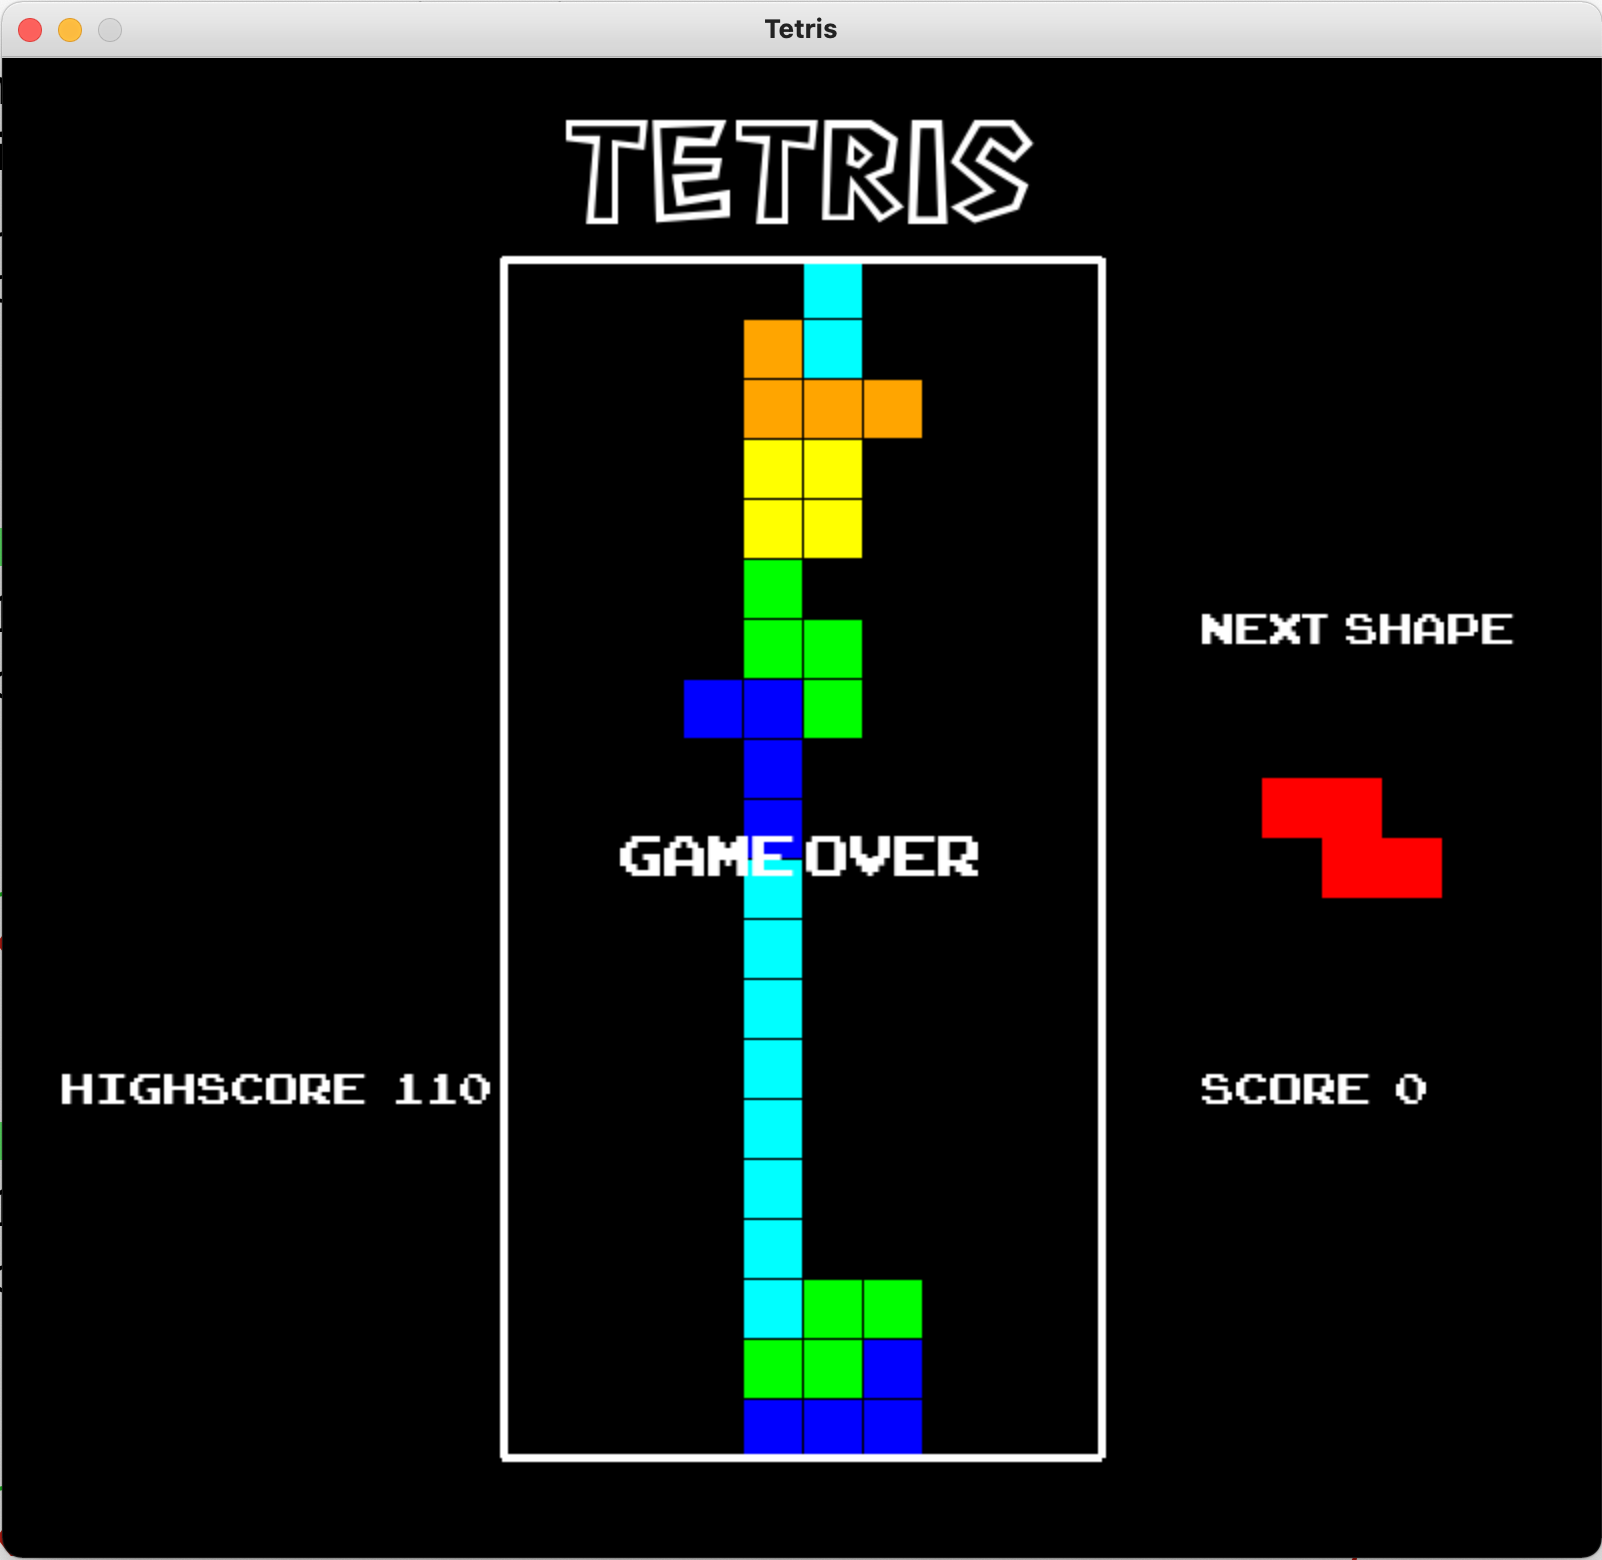 Tetris
TETRIS
NEXT SHAPE
GAME OVER
HIGHSCORE 110
SCORE 0